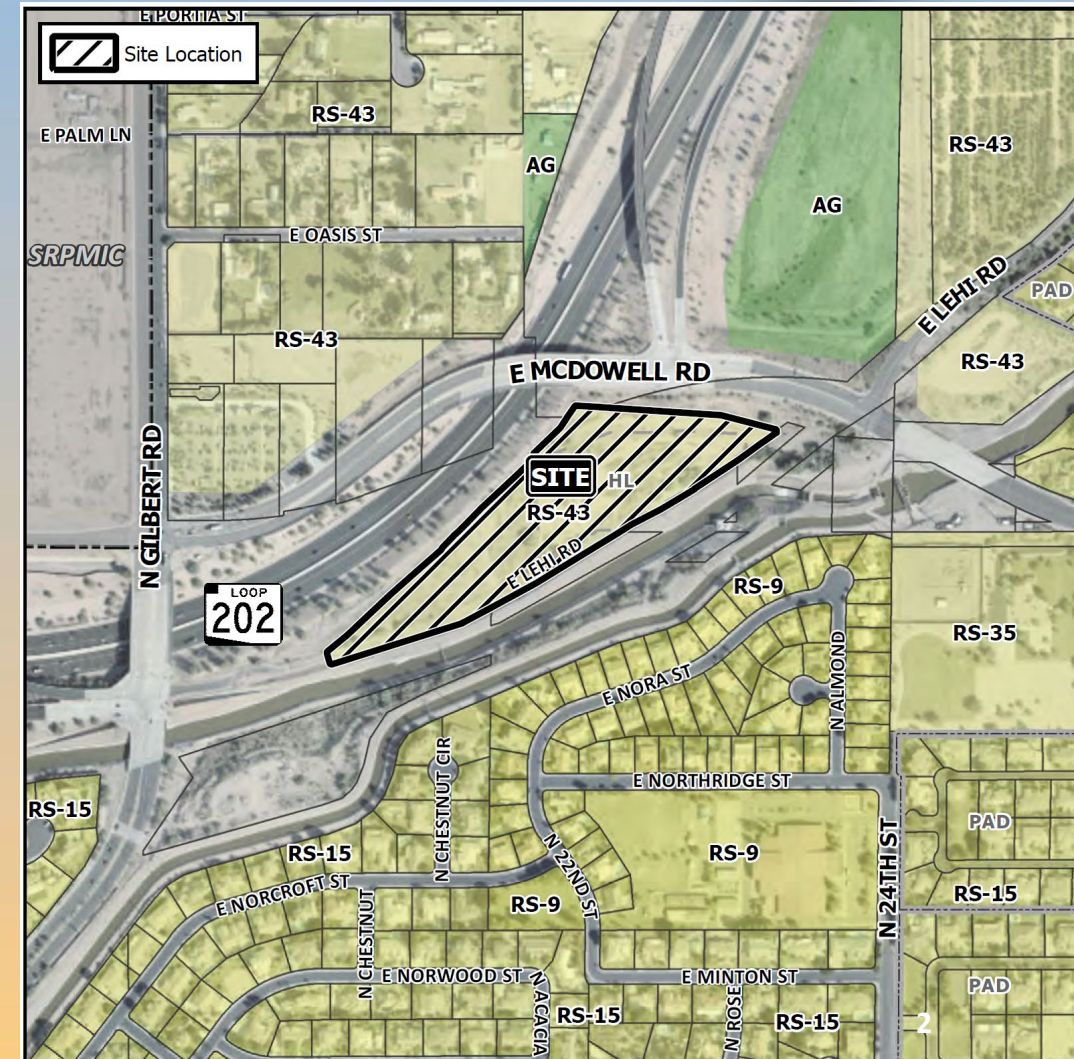 E PORTIA ST
Site Location
RS-43
E PALM LN
RS-43
AG
AG
E OASIS ST
SRPMIC
E LEHI RD
PAD
RS-43
RS-43
E MCDOWELL RD
N GILBERT RD
SITE
HL
RS-43
E LEHI RD
LOOP
202
RS-9
RS-35
E NORA ST
N ALMOND
N CHESTNUT CIR
E NORTHRIDGE ST
RS-15
PAD
RS-15
RS-9
N 22ND ST
N 24TH ST
E NORCROFT ST
N CHESTNUT
RS-9
RS-15
E NORWOOD ST
N ACACIA
E MINTON ST
N ROSE
PAD
RS-15
RS-15
2